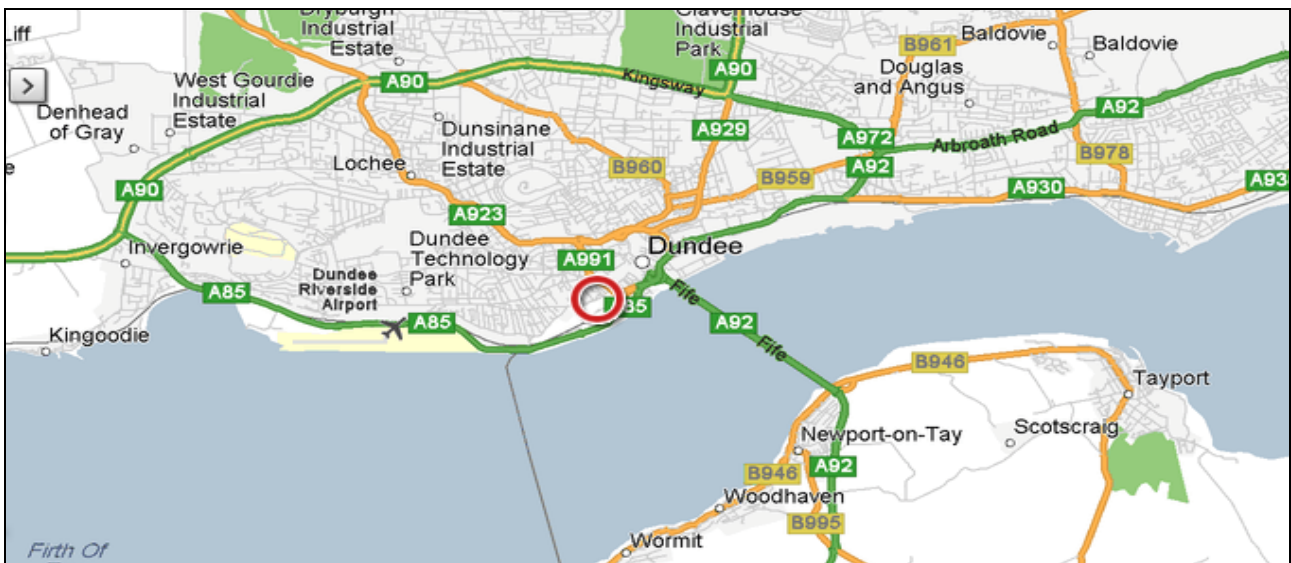 Dryburgh
Industrial
Estate
Claverhouse
Industrial
Park
Liff
B961
Baldovie
Baldovie
A90
Kingsway
A90
West Gourdie
Industrial
Estate
Douglas
and Angus
Denhead
of Gray
A92
A929
A972
Arbroath Road
Dunsinane
Industrial
Estate
Lochee
B960
A92
B978
B959
A90
A930
A93
A923
Dundee
Technology
Park
Dundee
Invergowrie
A991
Dundee
Riverside
Airport
A85
Fife
A85
A85
A92
Kingoodie
Fife
B946
Tayport
Newport-on-Tay
Scotscraig
B946
A92
Woodhaven
B995
Wormit
Firth Of